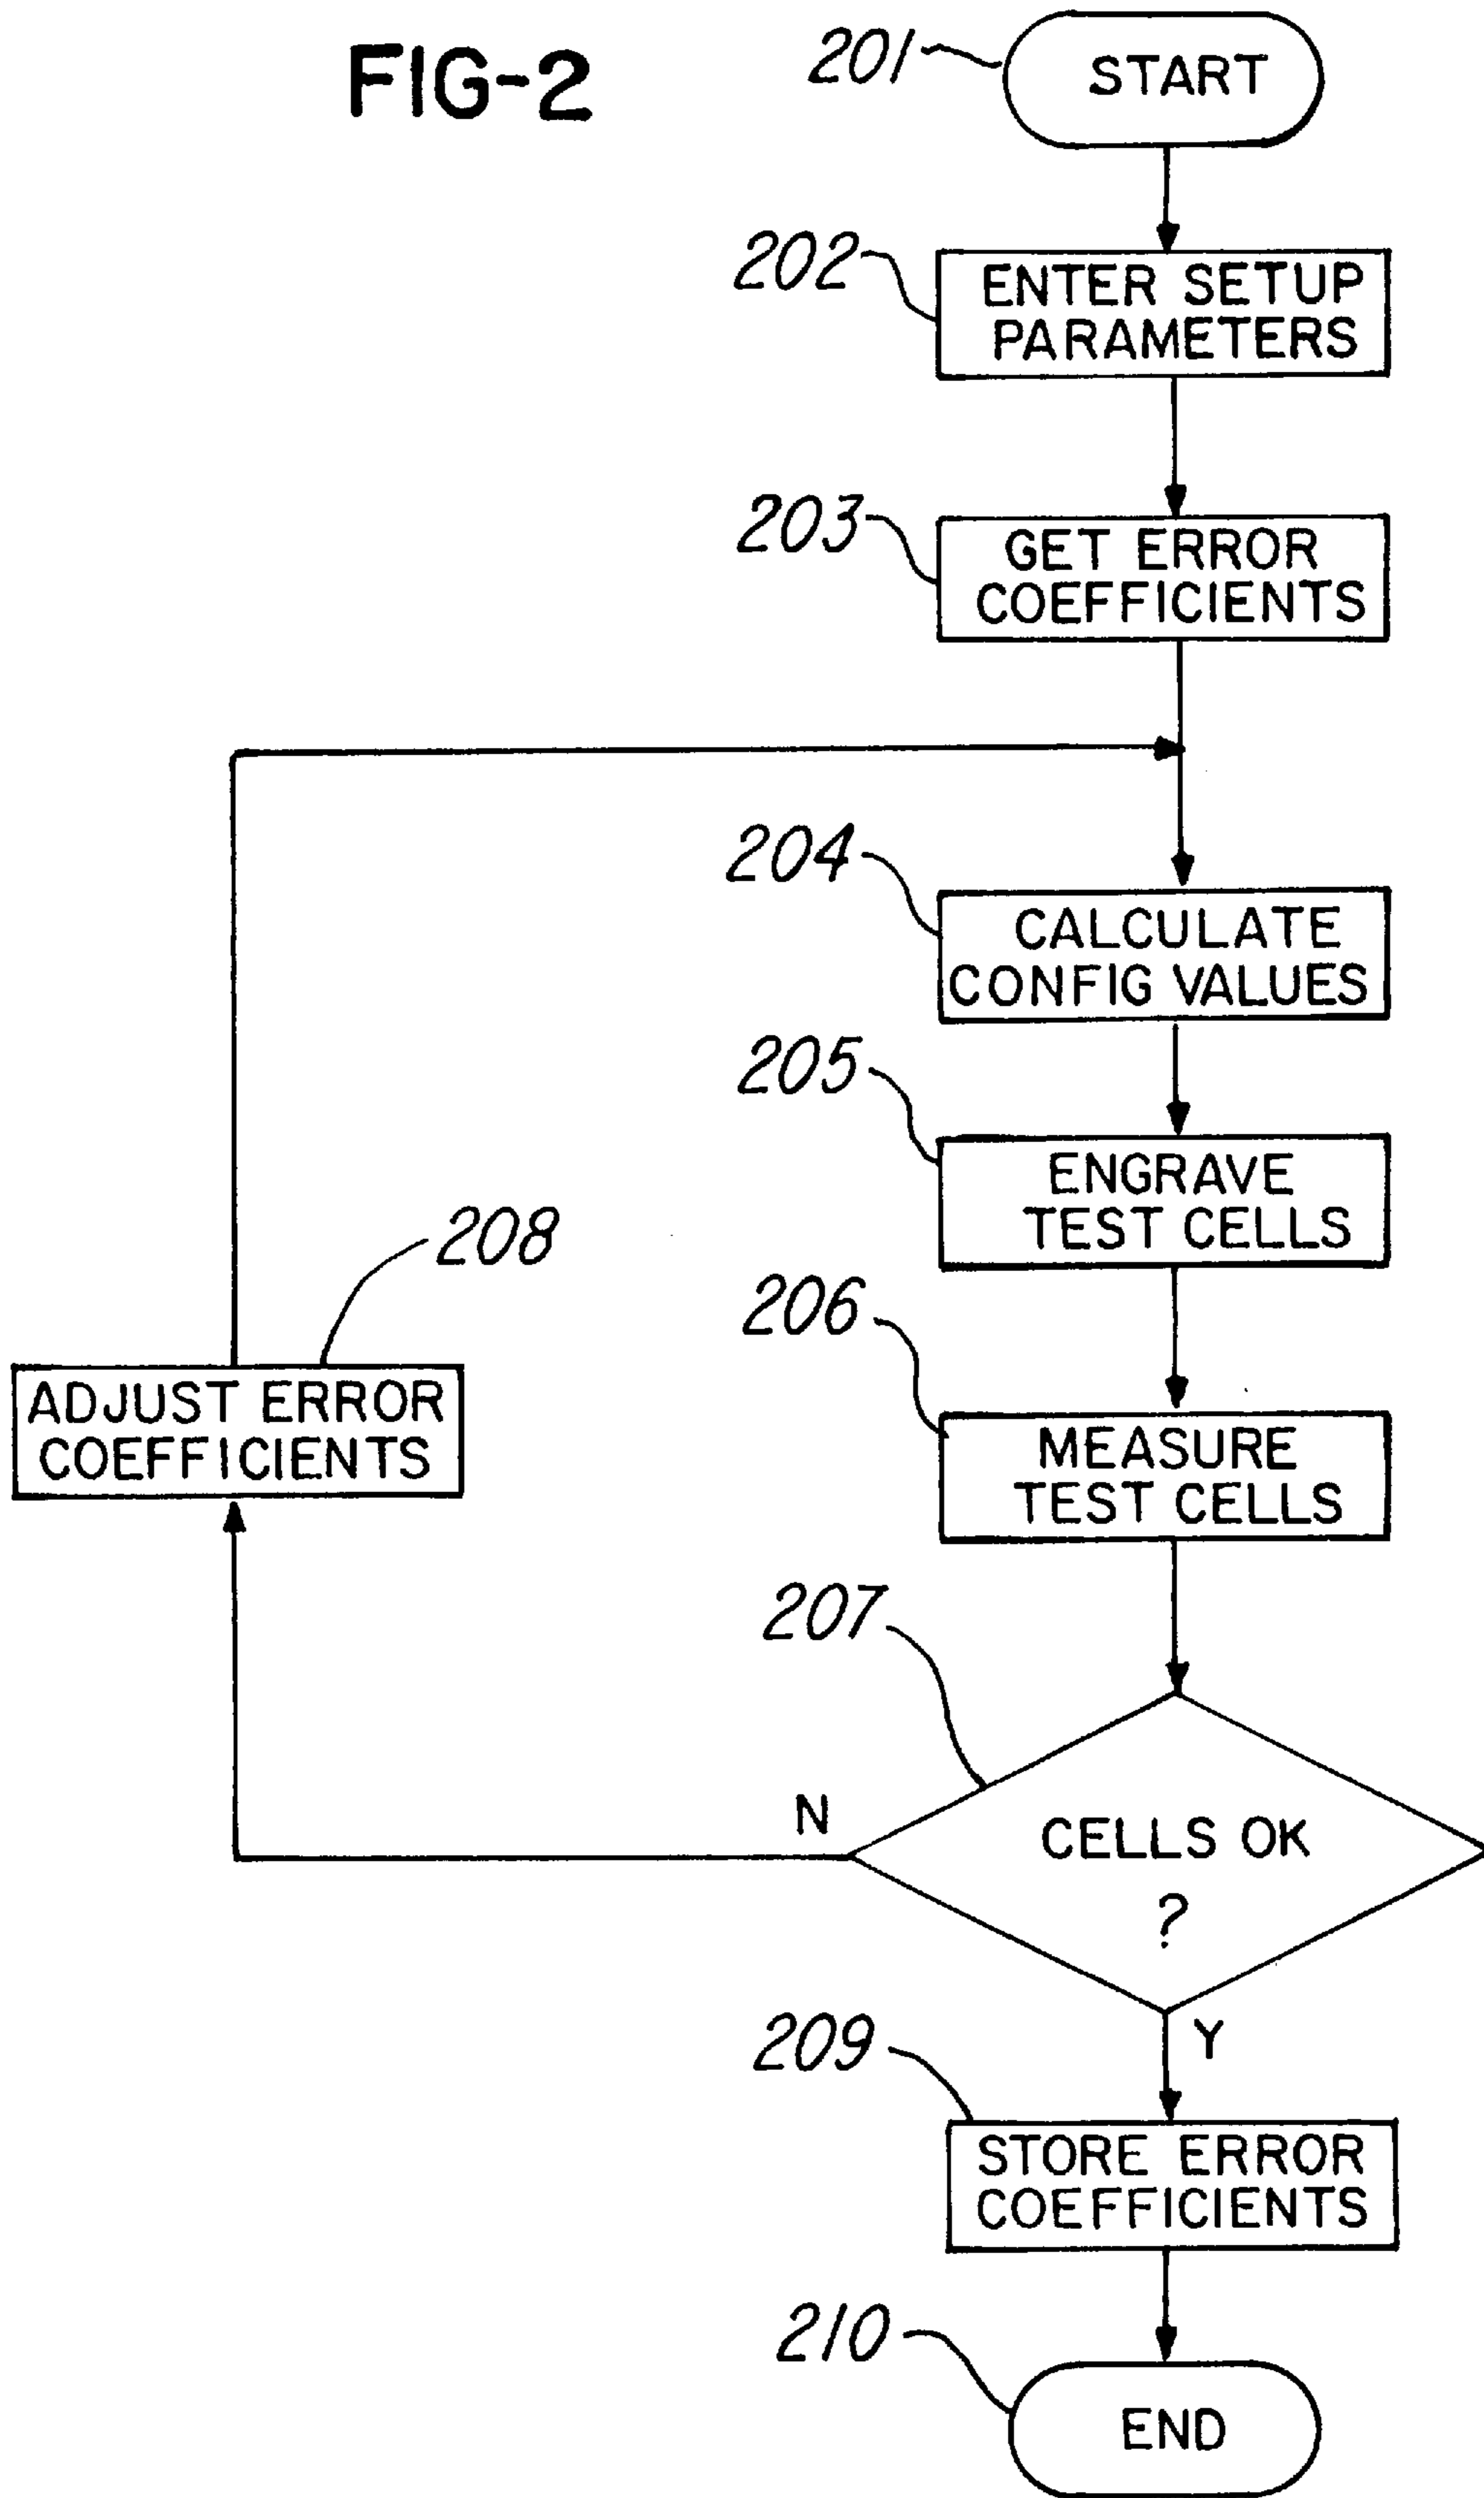 FIG-2
201
START
202
ENTER SETUP
PARAMETERS
203
GET ERROR
COEFFICIENTS
204
CALCULATE
CONFIG VALUES
205
ENGRAVE
TEST CELLS
208
ADJUST ERROR
COEFFICIENTS
206
MEASURE
TEST CELLS
207
N
CELLS OK
?
Y
209
STORE ERROR
COEFFICIENTS
210
END